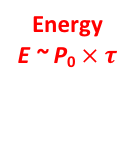 Energy
E ~ P₀ × τ